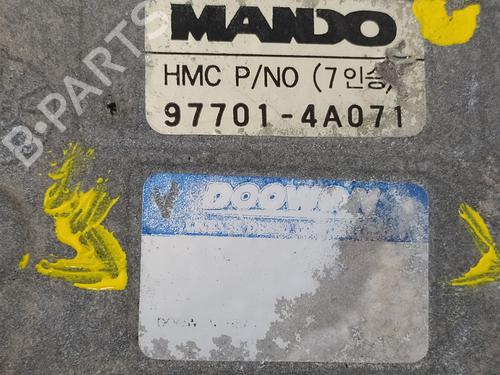 MANDO
HMC P/NO (7인승)
97701-4A071
DOOWON
B-PARTS